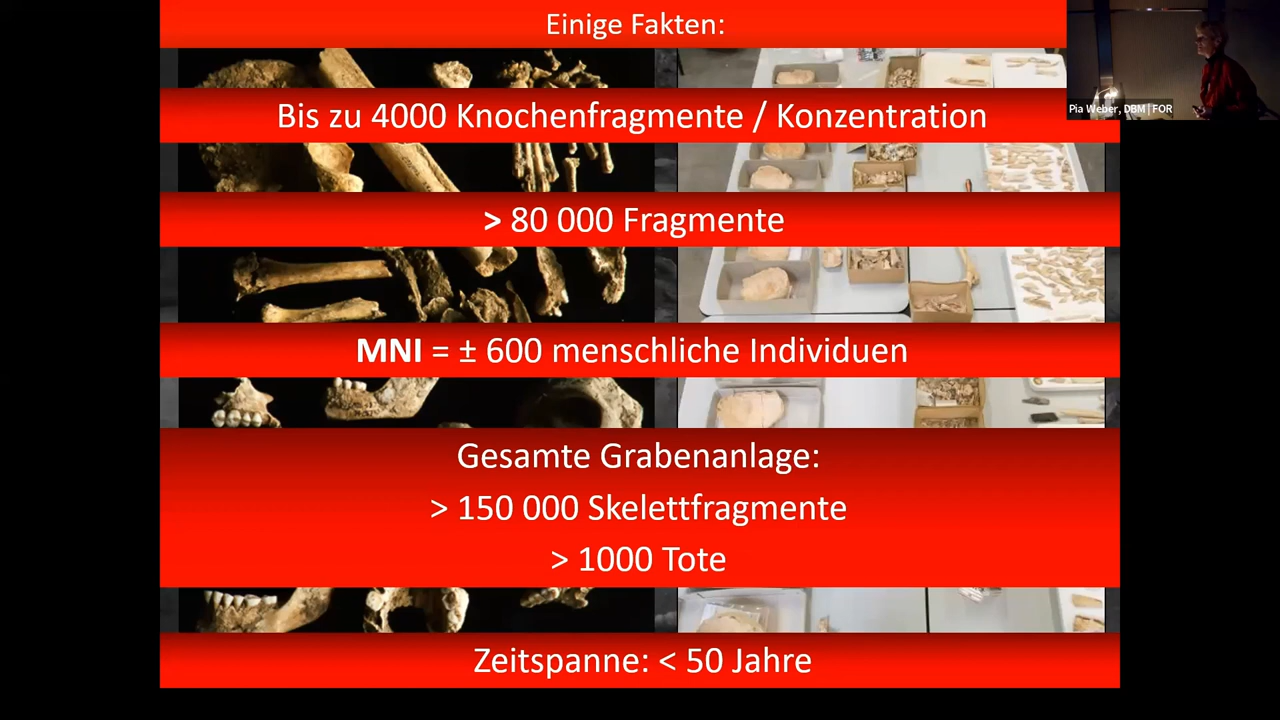 Einige Fakten:
Bis zu 4000 Knochenfragmente / Konzentration
Pia Weber, DBM | FOR
> 80 000 Fragmente
MNI = ± 600 menschliche Individuen
Gesamte Grabenanlage:
> 150 000 Skelettfragmente
> 1000 Tote
Zeitspanne: < 50 Jahre